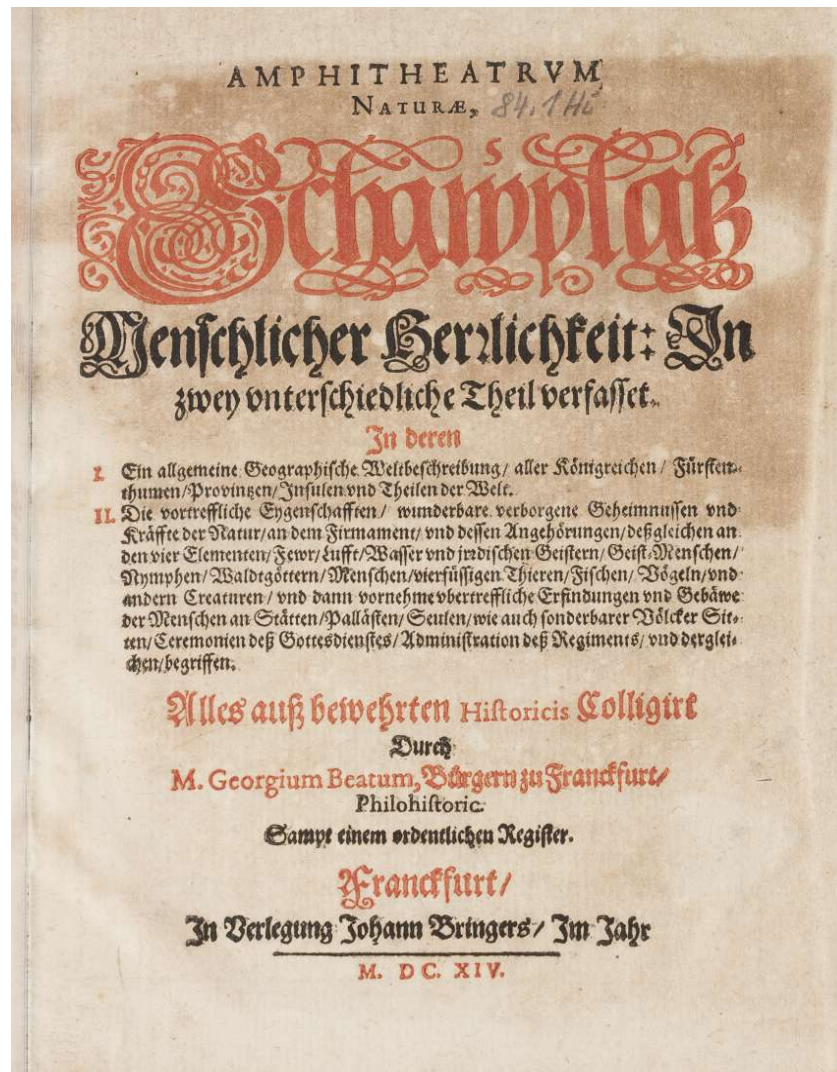 AMPHITHEATRVM
NATURÆ, 84.1 Hi
Schawplatz
Menschlicher Herrlichkeit: In
zwey vnterschiedliche Theil verfasset.
In deren
I. Ein allgemeine Geographische Weltbeschreibung/ aller Königreichen/ Fürsten-
thumen/Provintzen/Insulen vnd Theilen der Welt.
II. Die vortreffliche Eygenschafften/ wunderbare verborgene Geheimnussen vnd
Kräffte der Natur/an dem Firmament/ vnd dessen Angehörungen/deßgleichen an
den vier Elementen/Fewr/Lufft/Wasser vnd jrrdischen Geistern/Geist-Menschen/
Nymphen/Waldtgöttern/Menschen/vierfüssigen Thieren/Fischen/Vögeln/vnd
andern Creaturen/ vnd dann vornehme vbertreffliche Erfindungen vnd Gebäwe
der Menschen an Stätten/Pallästen/Seulen/wie auch sonderbarer Völcker Sit-
ten/Ceremonien deß Gottesdienstes/Administration deß Regiments/ vnd derglei-
chen/begriffen.
Alles auß bewehrten Historicis Colligirt
Durch
M. Georgium Beatum, Bürgern zu Franckfurt/
Philohistoric.
Sampt einem ordentlichen Register.
Franckfurt/
In Verlegung Johann Bringers/ Im Jahr
M. DC. XIV.